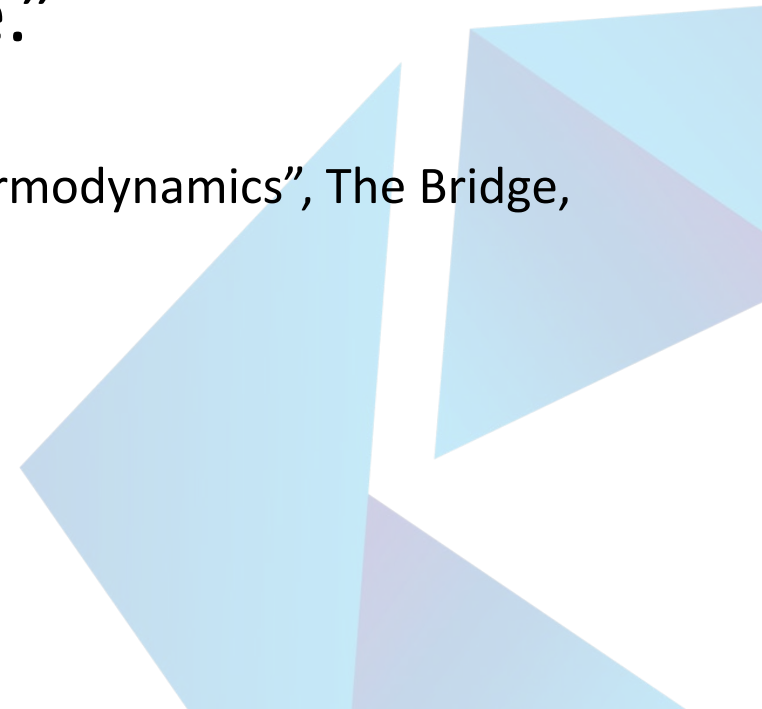 e.”
rmodynamics”, The Bridge,